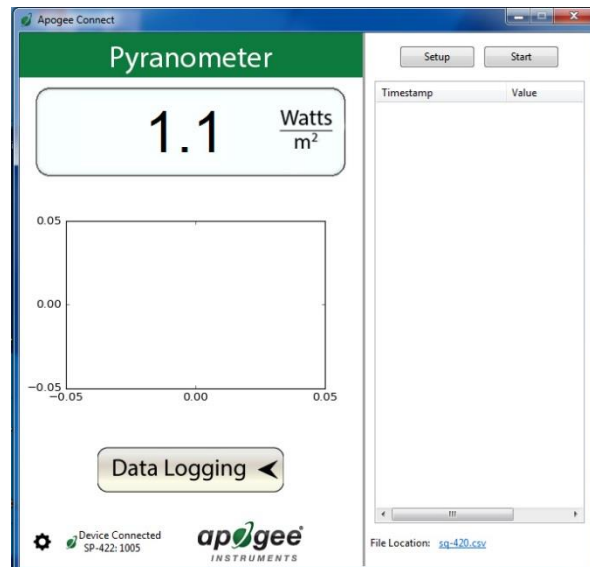 Apogee Connect
Pyranometer
1.1 Watts
m²
0.05
0.00
−0.05
−0.05 0.00 0.05
Data Logging
Device Connected
SP-422: 1005
apogee
INSTRUMENTS
Setup Start
Timestamp Value
File Location: sq-420.csv